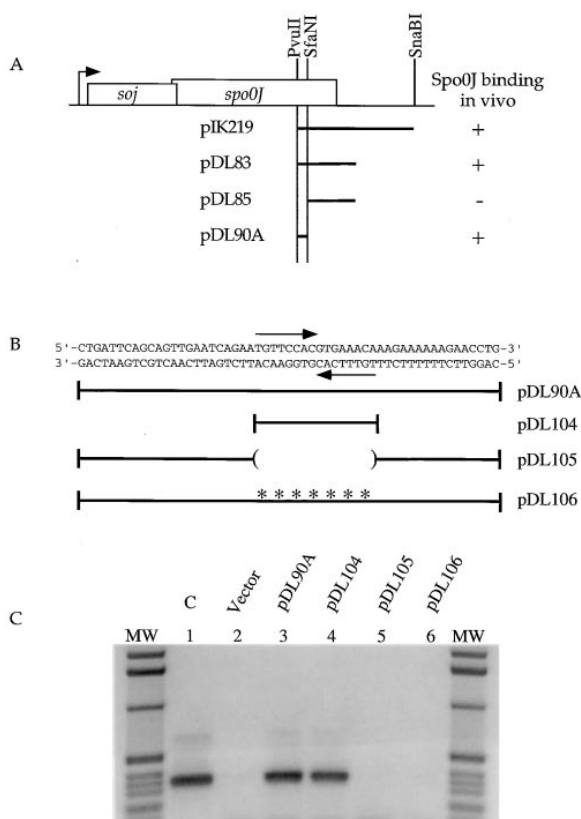 A
PvuII
SfaNI
SnaBI
soj
spo0J
Spo0J binding
in vivo
pIK219 +
pDL83 +
pDL85 -
pDL90A +
B
5'-CTGATTCAGCAGTTGAATCAGAATGTTCCACGTGAAACAAAGAAAAAAGAACCTG-3'
3'-GACTAAGTCGTCAACTTAGTCTTACAAGGTGCACTTTGTTTCTTTTTTCTTGGAC-5'
pDL90A
pDL104
( ) pDL105
* * * * * * * pDL106
C
C Vector pDL90A pDL104 pDL105 pDL106
MW 1 2 3 4 5 6 MW